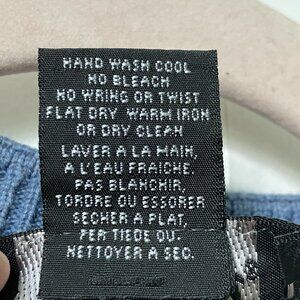 HAND WASH COOL
NO BLEACH
NO WRING OR TWIST
FLAT DRY WARM IRON
OR DRY CLEAN
LAVER A LA MAIN,
A L'EAU FRAICHE.
PAS BLANCHIR,
TORDRE OU ESSORER
SECHER A PLAT,
FER TIEDE OU
NETTOYER A SEC.